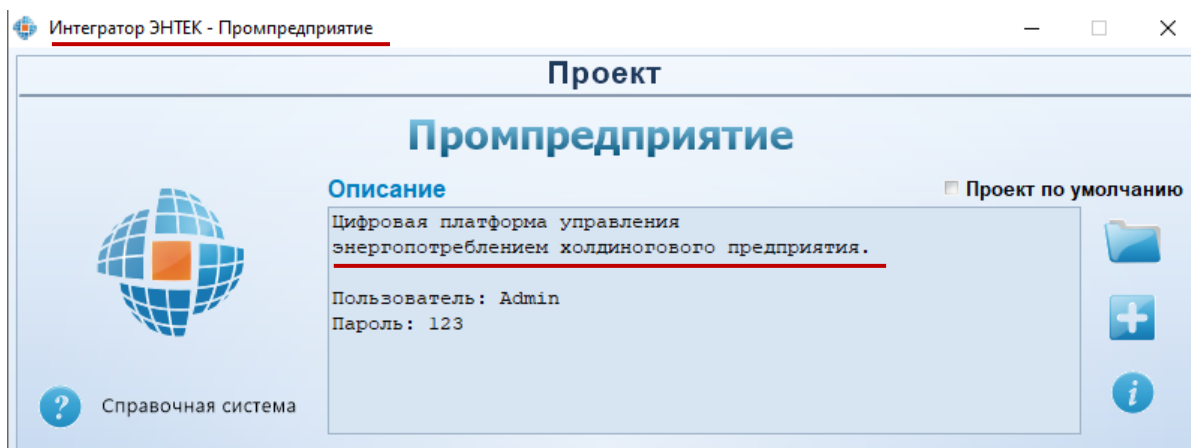 Интегратор ЭНТЕК - Промпредприятие
Проект
Промпредприятие
Описание
Проект по умолчанию
Цифровая платформа управления
энергопотреблением холдиногового предприятия.
Пользователь: Admin
Пароль: 123
Справочная система